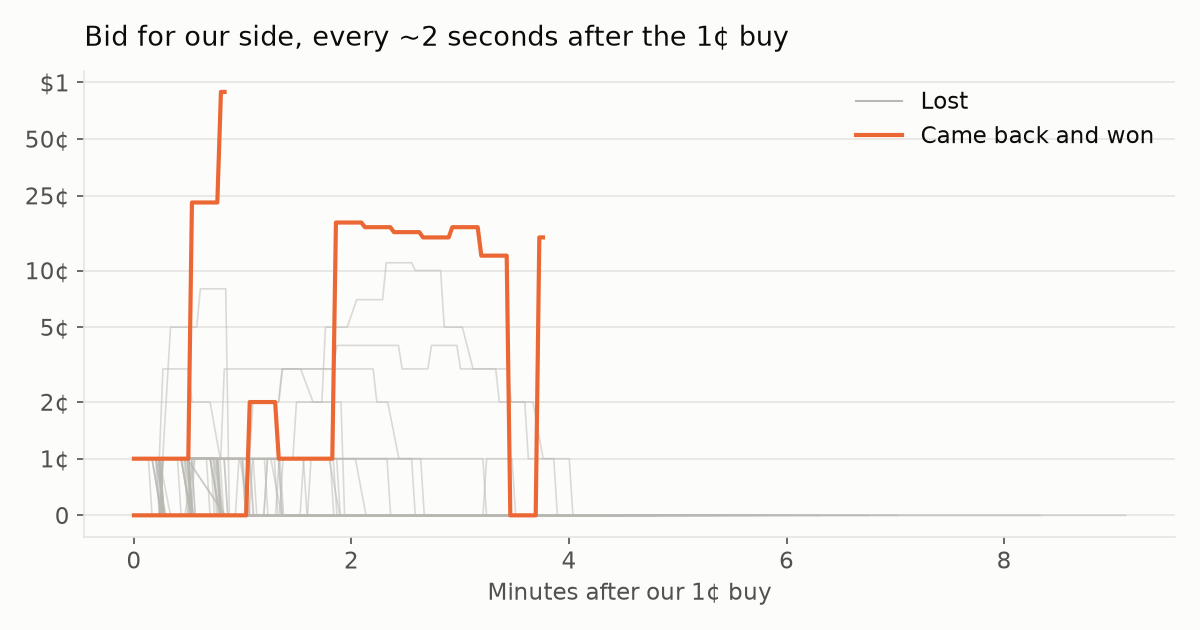 Bid for our side, every ~2 seconds after the 1¢ buy
$1
50¢
25¢
10¢
5¢
2¢
1¢
0
Lost
Came back and won
0 2 4 6 8
Minutes after our 1¢ buy